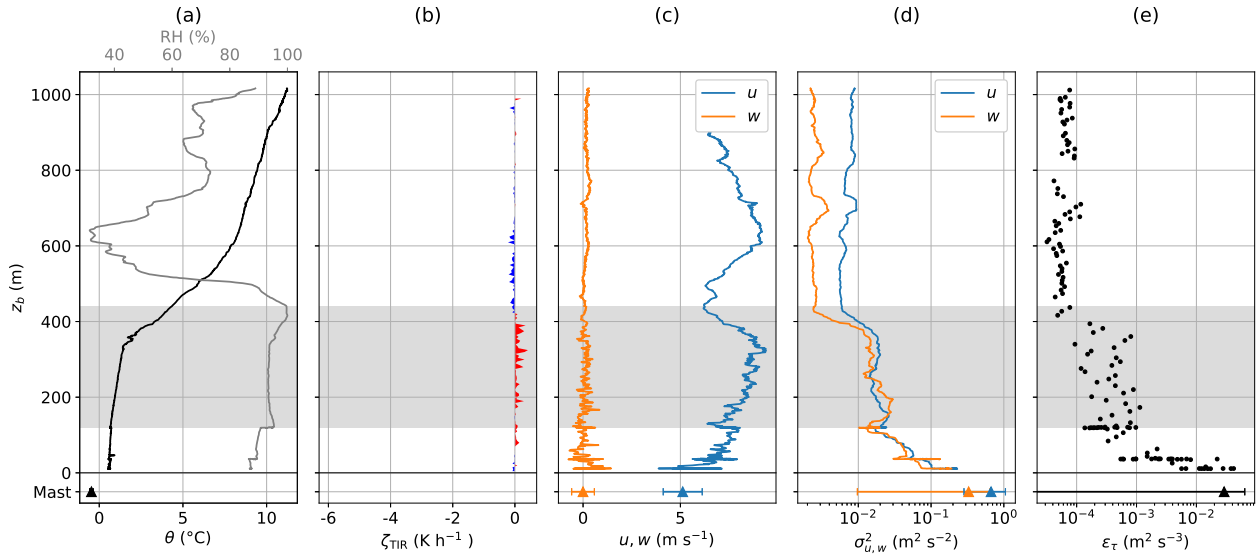 (a) (b) (c) (d) (e)
RH (%)
40 60 80 100
u
w
u
w
1000
800
600
400
200
0
Mast
z_b (m)
0 5 10
−6 −4 −2 0
0 5
10⁻² 10⁻¹ 10⁰
10⁻⁴ 10⁻³ 10⁻²
θ (°C)
ζ_TIR (K h⁻¹ )
u, w (m s⁻¹)
σ²_u,w (m² s⁻²)
ε_τ (m² s⁻³)